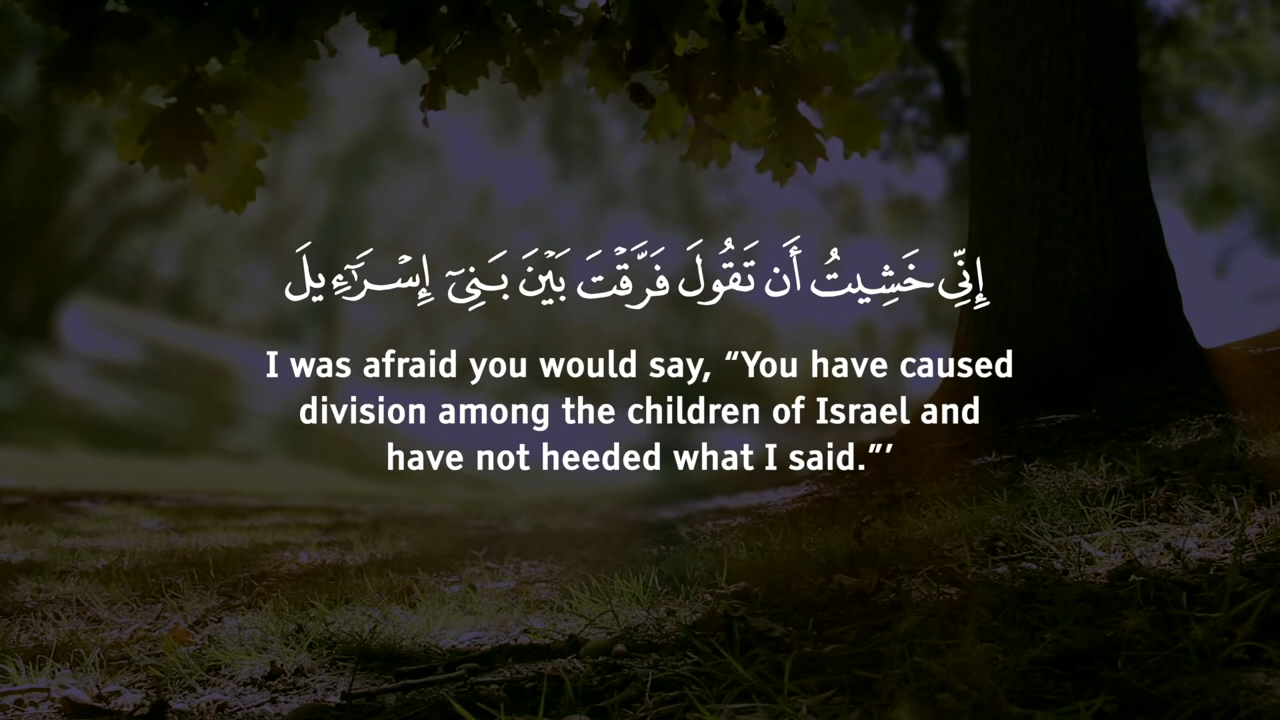 إِنِّى خَشِيتُ أَن تَقُولَ فَرَّقْتَ بَيْنَ بَنِىٓ إِسْرَـٰٓءِيلَ
I was afraid you would say, “You have caused
division among the children of Israel and
have not heeded what I said.”’